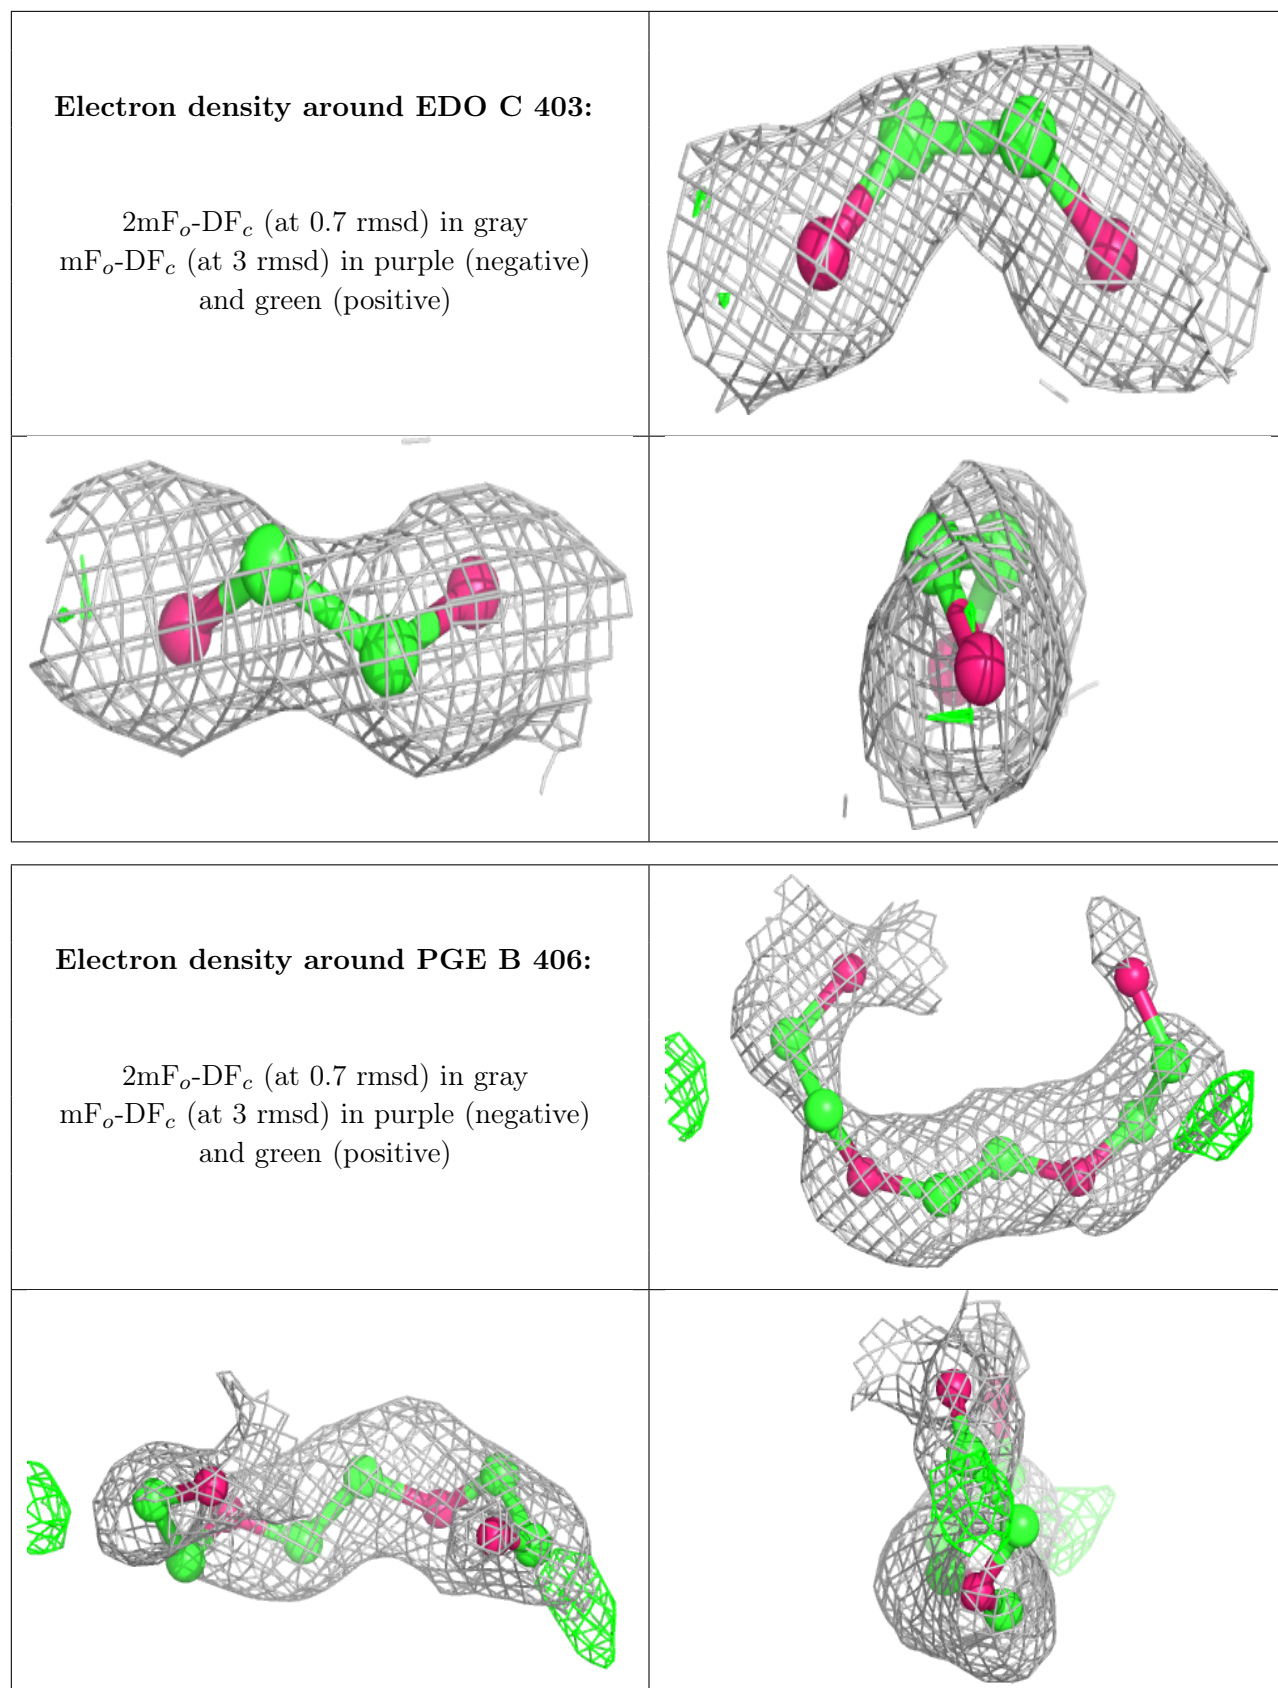 Electron density around EDO C 403:
2mFₒ-DF𝒸 (at 0.7 rmsd) in gray
mFₒ-DF𝒸 (at 3 rmsd) in purple (negative)
and green (positive)
Electron density around PGE B 406:
2mFₒ-DF𝒸 (at 0.7 rmsd) in gray
mFₒ-DF𝒸 (at 3 rmsd) in purple (negative)
and green (positive)